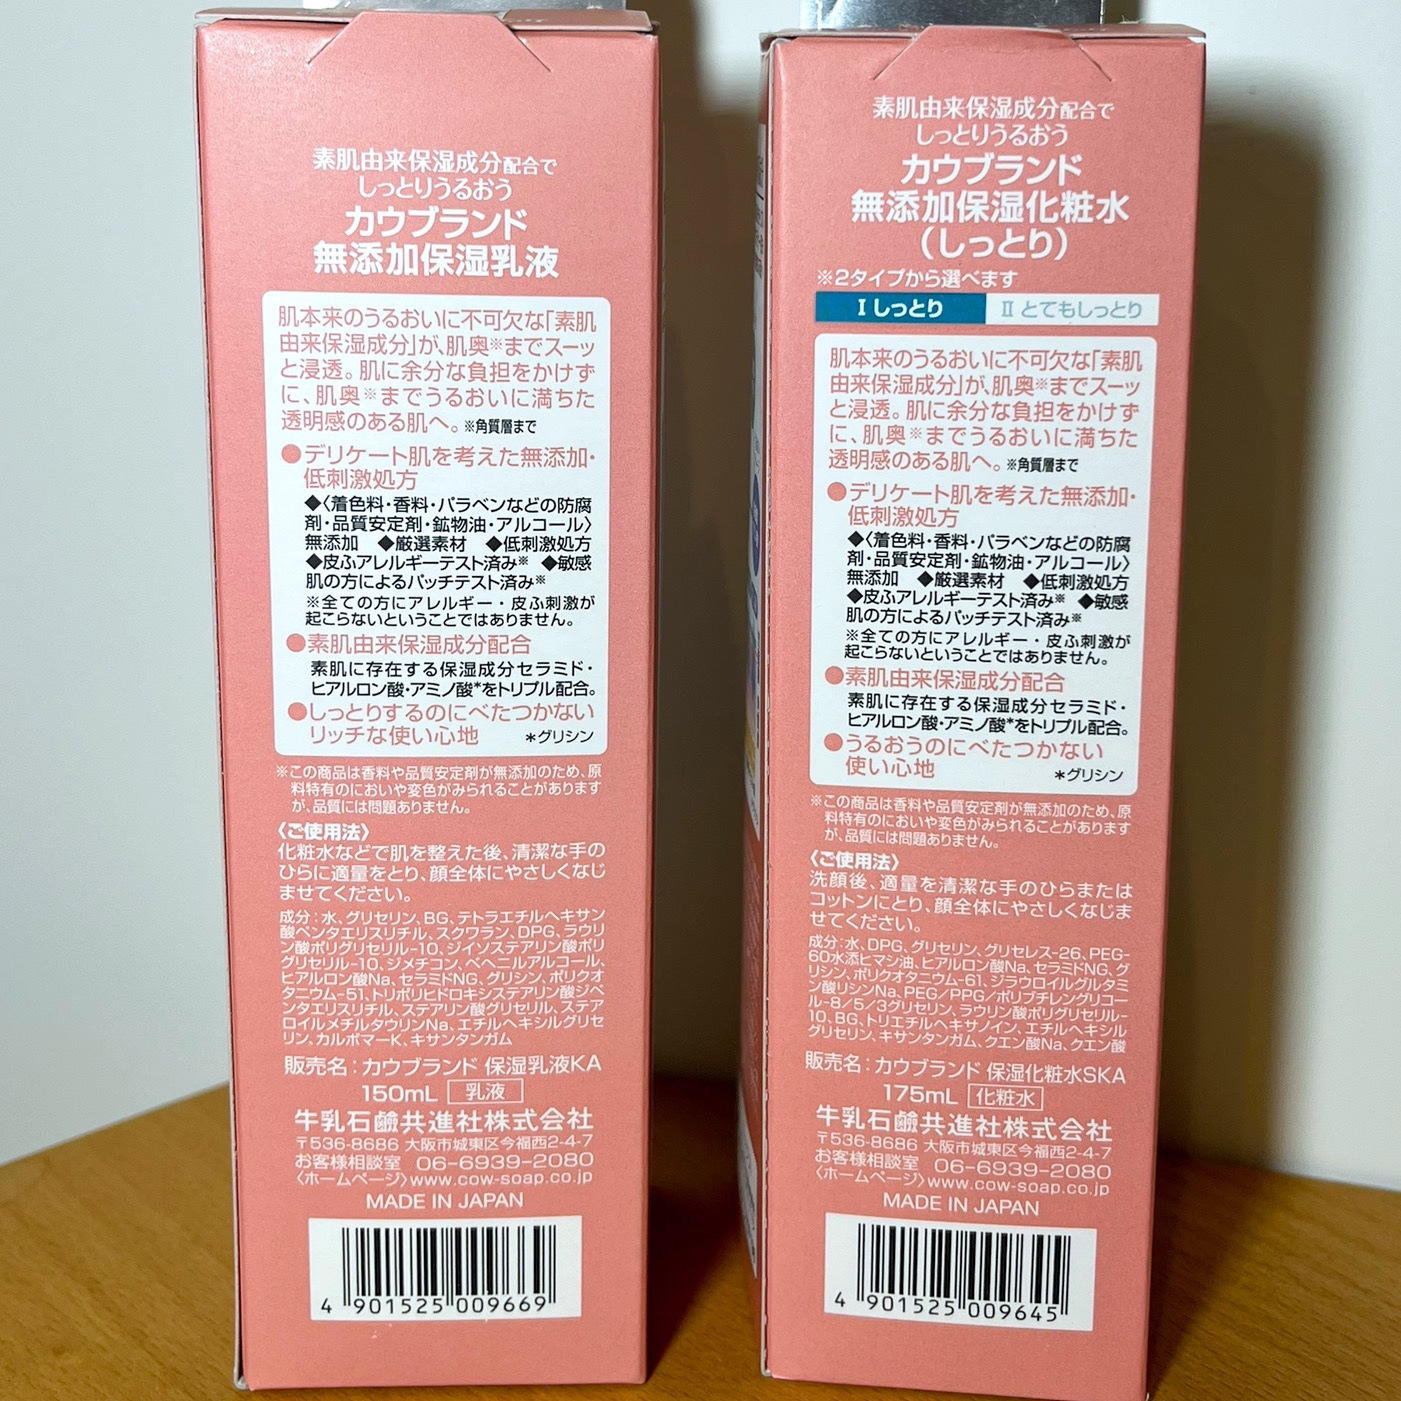 素肌由来保湿成分配合で
しっとりうるおう
カウブランド
無添加保湿乳液
肌本来のうるおいに不可欠な「素肌
由来保湿成分」が、肌奥※までスーッ
と浸透。肌に余分な負担をかけず
に、肌奥※までうるおいに満ちた
透明感のある肌へ。※角質層まで
●デリケート肌を考えた無添加・
低刺激処方
◆〈着色料・香料・パラベンなどの防腐
剤・品質安定剤・鉱物油・アルコール〉
無添加 ◆厳選素材 ◆低刺激処方
◆皮ふアレルギーテスト済み※ ◆敏感
肌の方によるパッチテスト済み※
※全ての方にアレルギー・皮ふ刺激が
起こらないということではありません。
●素肌由来保湿成分配合
素肌に存在する保湿成分セラミド・
ヒアルロン酸・アミノ酸*をトリプル配合。
●しっとりするのにべたつかない
リッチな使い心地 *グリシン
※この商品は香料や品質安定剤が無添加のため、原
料特有のにおいや変色がみられることがあります
が、品質には問題ありません。
〈ご使用法〉
化粧水などで肌を整えた後、清潔な手の
ひらに適量をとり、顔全体にやさしくなじ
ませてください。
成分：水、グリセリン、BG、テトラエチルヘキサン
酸ペンタエリスリチル、スクワラン、DPG、ラウリ
ン酸ポリグリセリル-10、ジイソステアリン酸ポリ
グリセリル-10、ジメチコン、ベヘニルアルコール、
ヒアルロン酸Na、セラミドNG、グリシン、ポリクオ
タニウム-51、トリポリヒドロキシステアリン酸ジペ
ンタエリスリチル、ステアリン酸グリセリル、ステア
ロイルメチルタウリンNa、エチルヘキシルグリセ
リン、カルボマーK、キサンタンガム
販売名：カウブランド 保湿乳液KA
150mL 乳液
牛乳石鹼共進社株式会社
〒536-8686 大阪市城東区今福西2-4-7
お客様相談室 06-6939-2080
〈ホームページ〉www.cow-soap.co.jp
MADE IN JAPAN
4 901525 009669
素肌由来保湿成分配合で
しっとりうるおう
カウブランド
無添加保湿化粧水
（しっとり）
※2タイプから選べます
I しっとり II とてもしっとり
肌本来のうるおいに不可欠な「素肌
由来保湿成分」が、肌奥※までスーッ
と浸透。肌に余分な負担をかけず
に、肌奥※までうるおいに満ちた
透明感のある肌へ。※角質層まで
●デリケート肌を考えた無添加・
低刺激処方
◆〈着色料・香料・パラベンなどの防腐
剤・品質安定剤・鉱物油・アルコール〉
無添加 ◆厳選素材 ◆低刺激処方
◆皮ふアレルギーテスト済み※ ◆敏感
肌の方によるパッチテスト済み※
※全ての方にアレルギー・皮ふ刺激が
起こらないということではありません。
●素肌由来保湿成分配合
素肌に存在する保湿成分セラミド・
ヒアルロン酸・アミノ酸*をトリプル配合。
●うるおうのにべたつかない
使い心地 *グリシン
※この商品は香料や品質安定剤が無添加のため、原
料特有のにおいや変色がみられることがあります
が、品質には問題ありません。
〈ご使用法〉
洗顔後、適量を清潔な手のひらまたは
コットンにとり、顔全体にやさしくなじま
せてください。
成分：水、DPG、グリセリン、グリセレス-26、PEG-
60水添ヒマシ油、ヒアルロン酸Na、セラミドNG、グ
リシン、ポリクオタニウム-61、ジラウロイルグルタミ
ン酸リシンNa、PEG/PPG/ポリブチレングリコー
ル-8/5/3グリセリン、ラウリン酸ポリグリセリル-
10、BG、トリエチルヘキサノイン、エチルヘキシル
グリセリン、キサンタンガム、クエン酸Na、クエン酸
販売名：カウブランド 保湿化粧水SKA
175mL 化粧水
牛乳石鹼共進社株式会社
〒536-8686 大阪市城東区今福西2-4-7
お客様相談室 06-6939-2080
〈ホームページ〉www.cow-soap.co.jp
MADE IN JAPAN
4 901525 009645